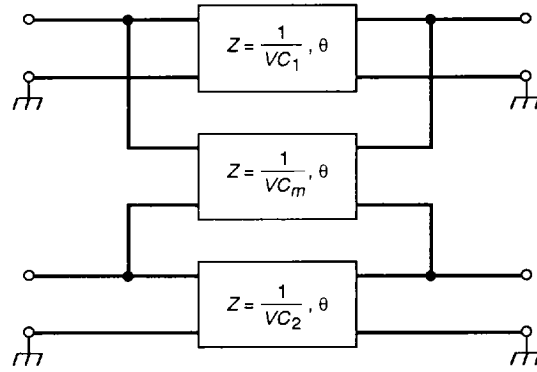 Z = 1/VC₁, θ
Z = 1/VCₘ, θ
Z = 1/VC₂, θ